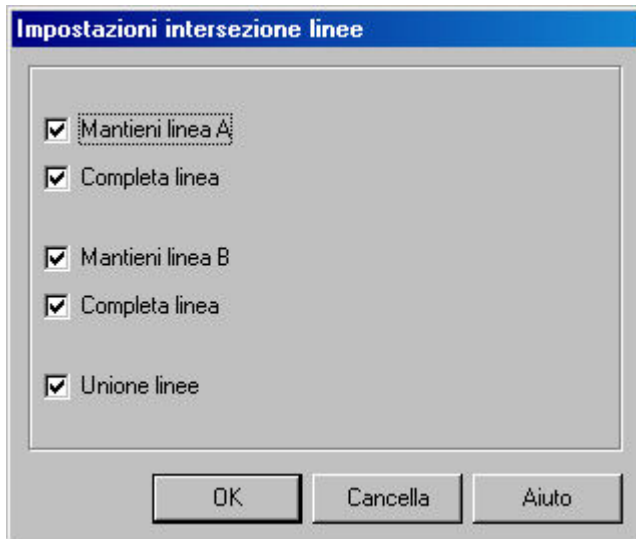 Impostazioni intersezione linee
Mantieni linea A
Completa linea
Mantieni linea B
Completa linea
Unione linee
OK Cancella Aiuto